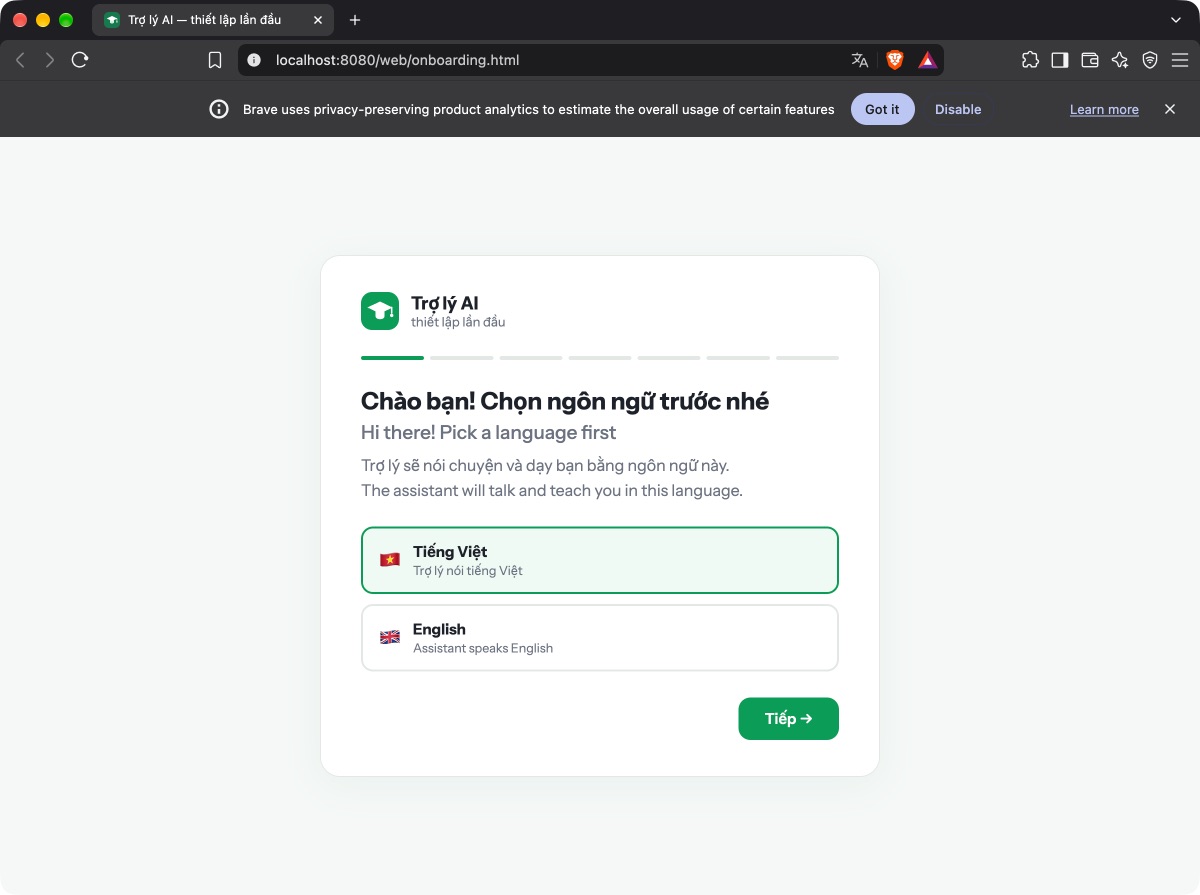 Trợ lý AI — thiết lập lần đầu
localhost:8080/web/onboarding.html
Brave uses privacy-preserving product analytics to estimate the overall usage of certain features
Got it
Disable
Learn more
Trợ lý AI
thiết lập lần đầu
Chào bạn! Chọn ngôn ngữ trước nhé
Hi there! Pick a language first
Trợ lý sẽ nói chuyện và dạy bạn bằng ngôn ngữ này.
The assistant will talk and teach you in this language.
Tiếng Việt
Trợ lý nói tiếng Việt
English
Assistant speaks English
Tiếp →